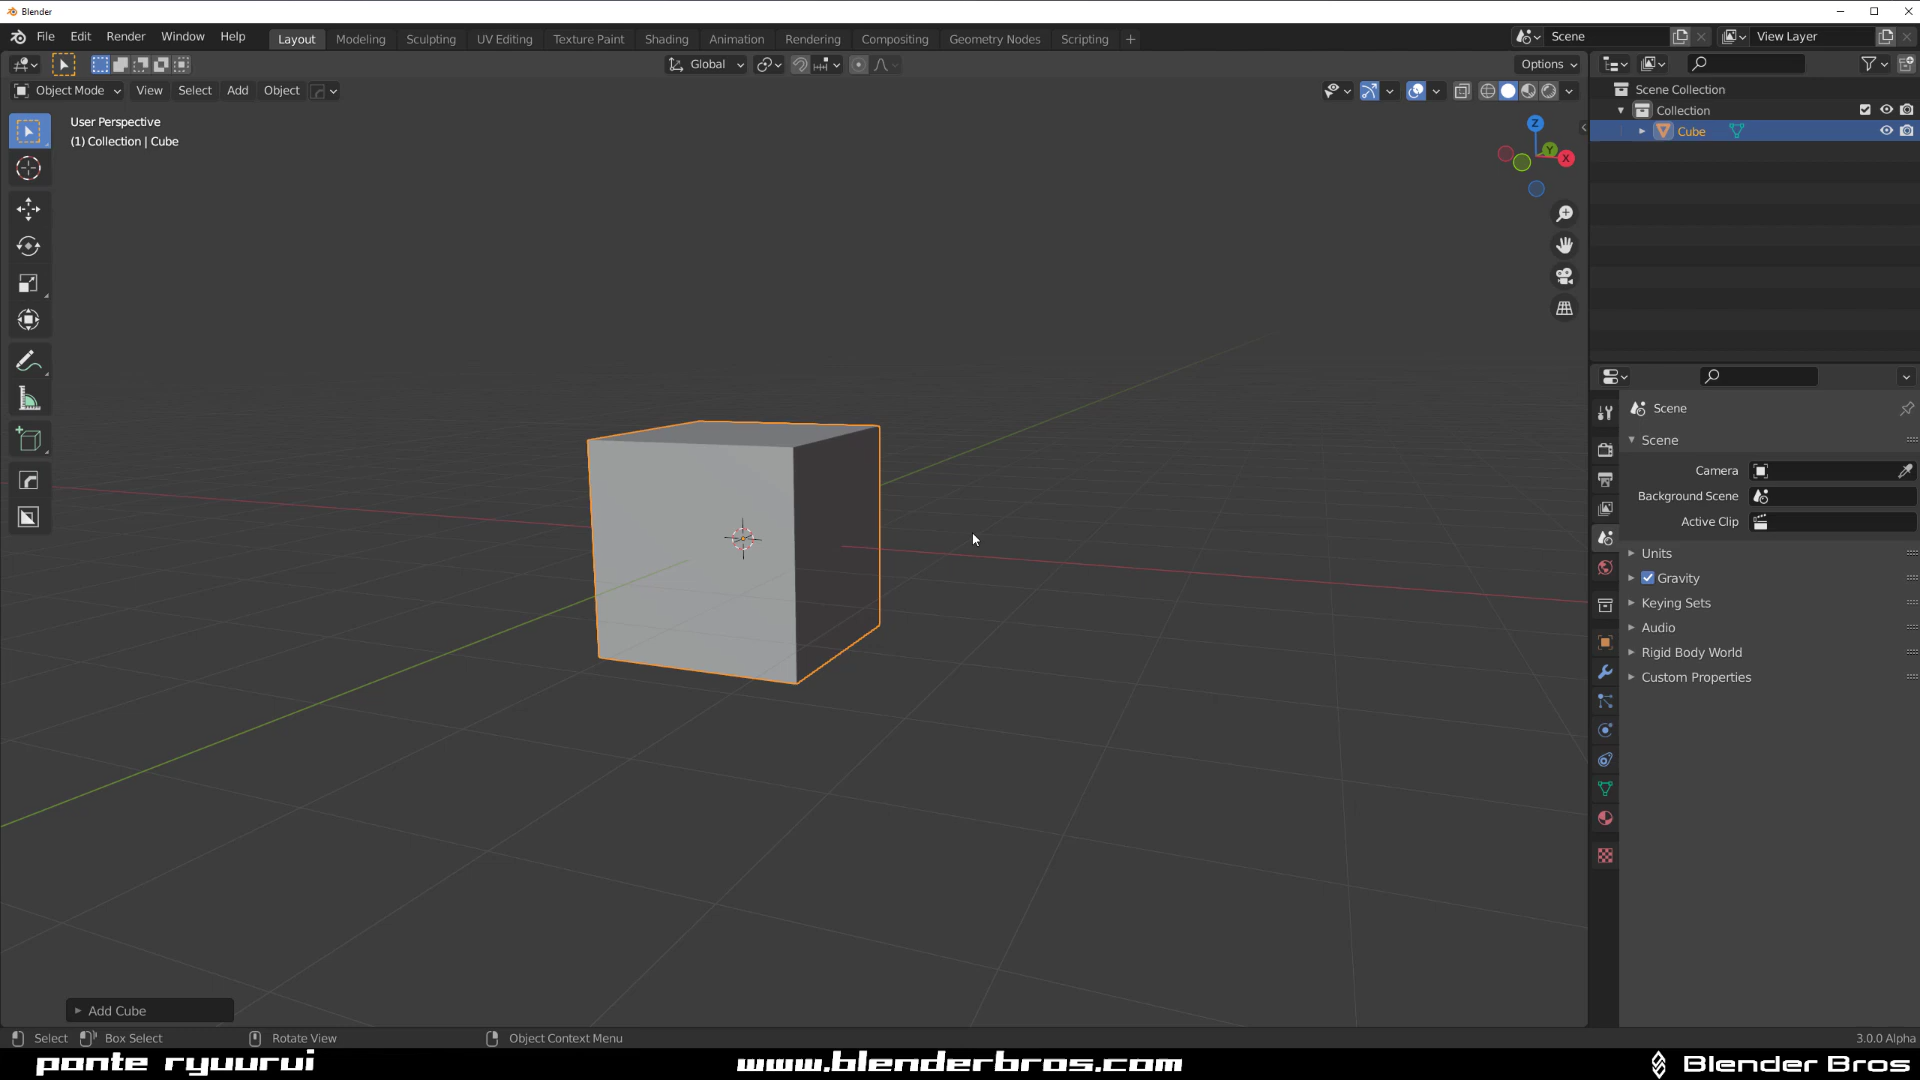 Blender
File Edit Render Window Help Layout Modeling Sculpting UV Editing Texture Paint Shading Animation Rendering Compositing Geometry Nodes Scripting + Scene View Layer
Global Options
Object Mode View Select Add Object
User Perspective
(1) Collection | Cube
Z
Y
X
Scene Collection
Collection
Cube
Scene
Scene
Camera
Background Scene
Active Clip
Units
Gravity
Keying Sets
Audio
Rigid Body World
Custom Properties
Add Cube
Select Box Select Rotate View Object Context Menu 3.0.0 Alpha
ponte ryuurui www.blenderbros.com Blender Bros